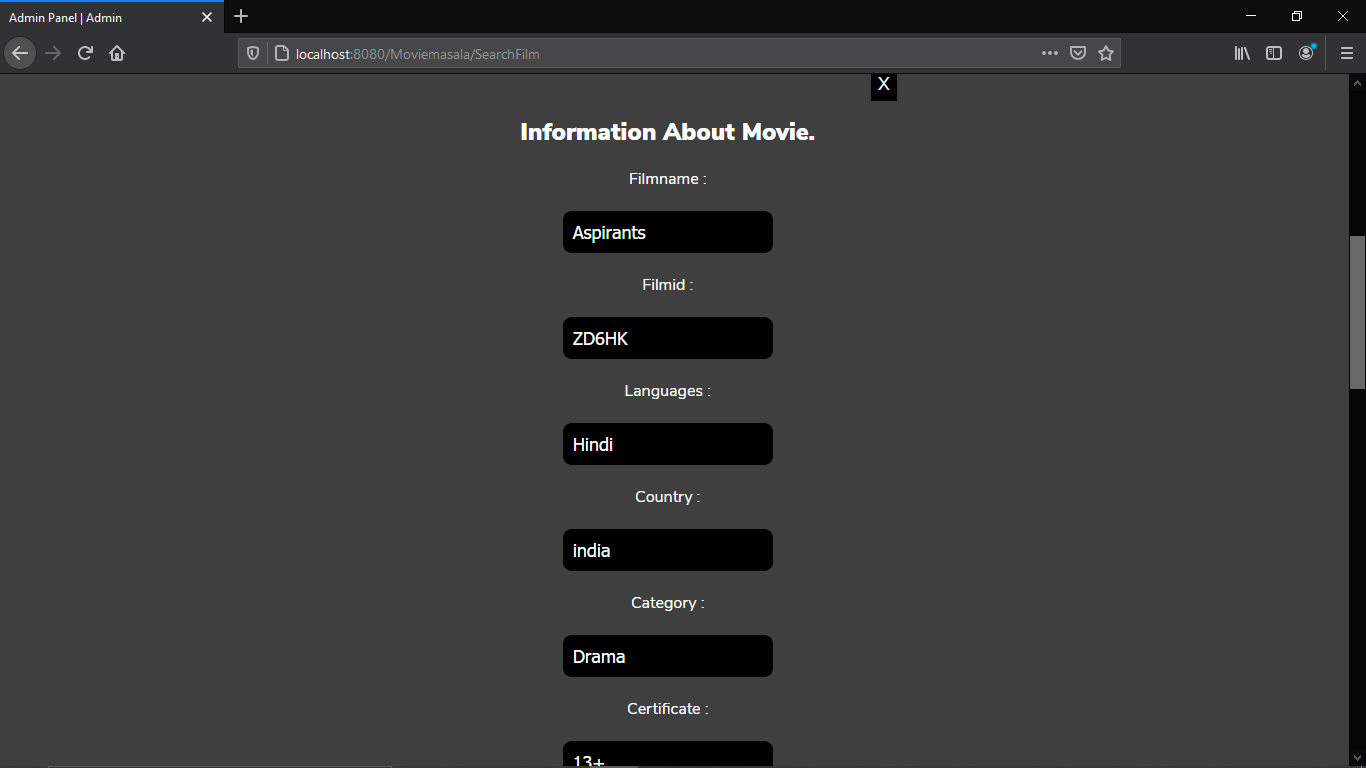 Admin Panel | Admin
localhost:8080/Moviemasala/SearchFilm
X
Information About Movie.
Filmname :
Aspirants
Filmid :
ZD6HK
Languages :
Hindi
Country :
india
Category :
Drama
Certificate :
13+